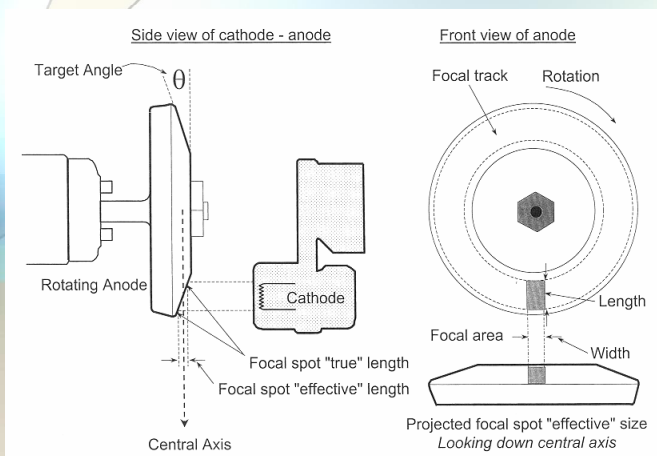 Side view of cathode - anode
Target Angle
θ
Rotating Anode
Cathode
Focal spot "true" length
Focal spot "effective" length
Central Axis
Front view of anode
Focal track
Rotation
Length
Focal area
Width
Projected focal spot "effective" size
Looking down central axis